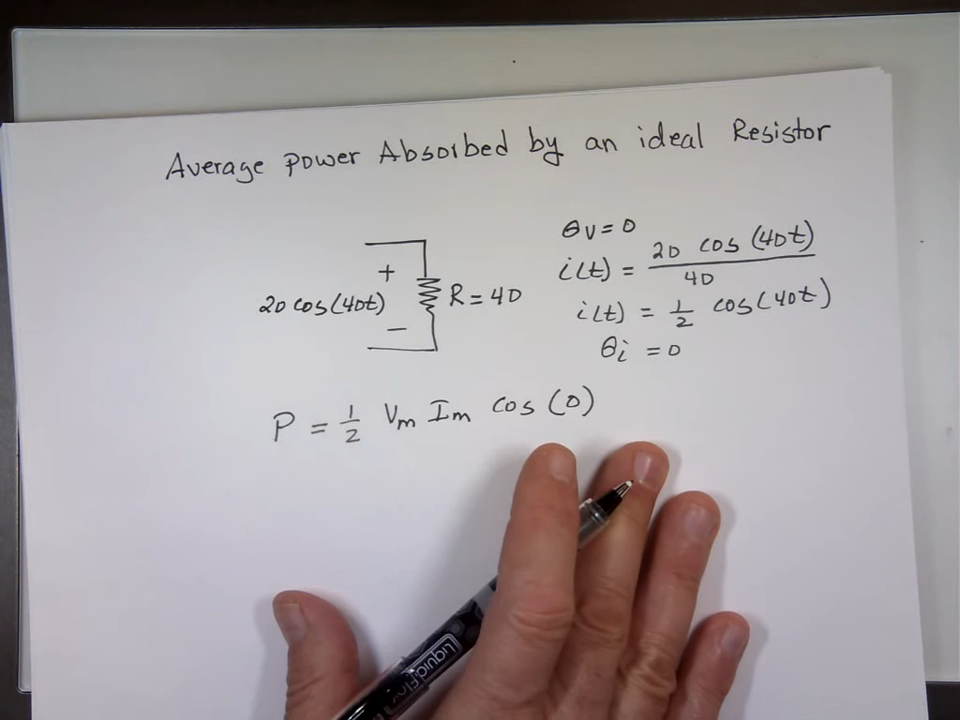 Average power Absorbed by an ideal Resistor
θv = 0
i(t) = 20 cos (40t) / 40
+
20 cos(40t)
R = 40
i(t) = 1/2 cos(40t)
−
θi = 0
P = 1/2 Vm Im cos (0)